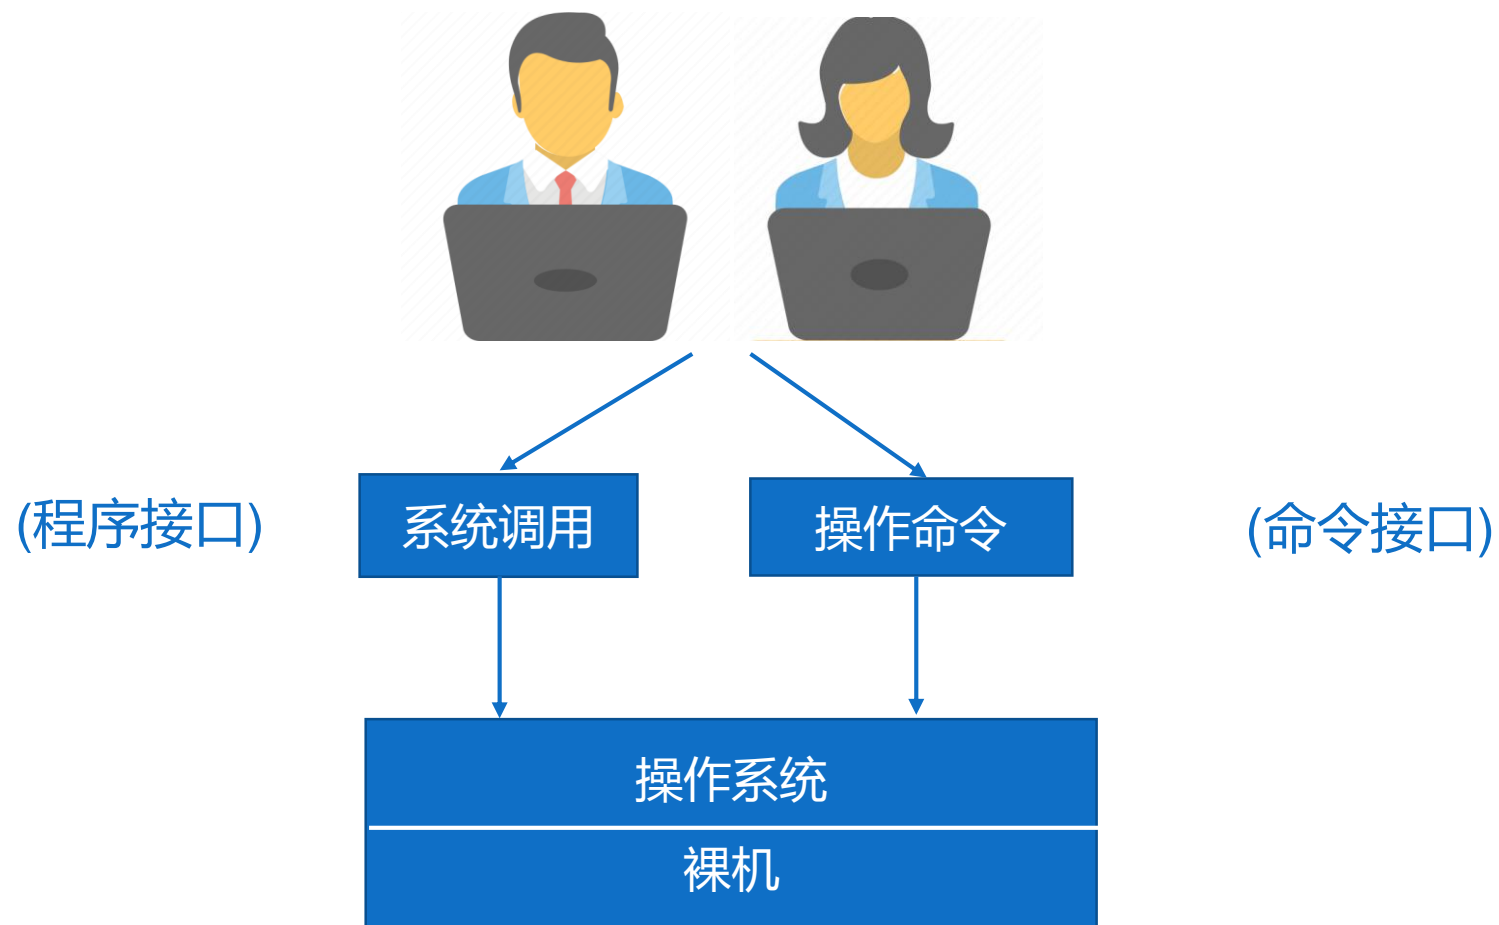 (程序接口)
系统调用
操作命令
(命令接口)
操作系统
裸机